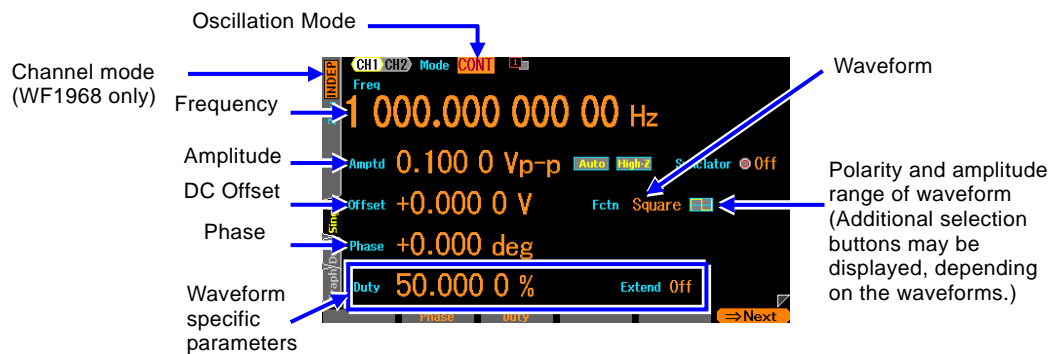 Oscillation Mode
Channel mode
(WF1968 only)
Frequency
Amplitude
DC Offset
Phase
Waveform
specific
parameters
INDEP
CH1 CH2 Mode CONT 1
Freq
1 000.000 000 00 Hz
Amptd 0.100 0 Vp-p Auto High-Z Off
Offset +0.000 0 V Fctn Square
Phase +0.000 deg
Duty 50.000 0 % Extend Off
Phase Duty ⇒Next
Waveform
Polarity and amplitude
range of waveform
(Additional selection
buttons may be
displayed, depending
on the waveforms.)